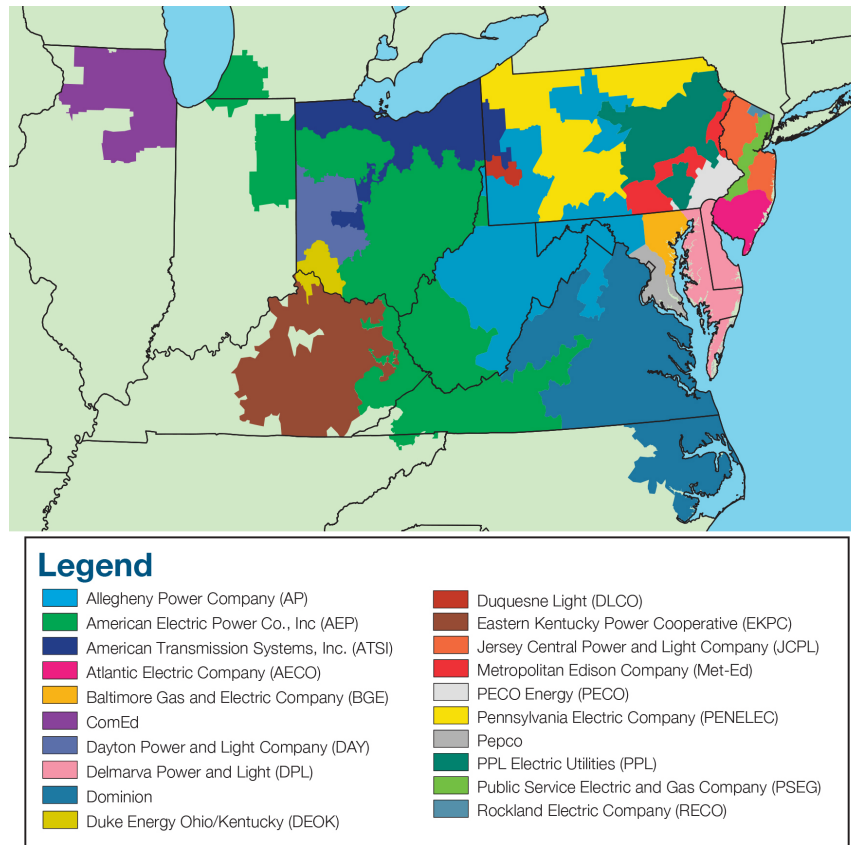 Legend
Allegheny Power Company (AP)
American Electric Power Co., Inc (AEP)
American Transmission Systems, Inc. (ATSI)
Atlantic Electric Company (AECO)
Baltimore Gas and Electric Company (BGE)
ComEd
Dayton Power and Light Company (DAY)
Delmarva Power and Light (DPL)
Dominion
Duke Energy Ohio/Kentucky (DEOK)
Duquesne Light (DLCO)
Eastern Kentucky Power Cooperative (EKPC)
Jersey Central Power and Light Company (JCPL)
Metropolitan Edison Company (Met-Ed)
PECO Energy (PECO)
Pennsylvania Electric Company (PENELEC)
Pepco
PPL Electric Utilities (PPL)
Public Service Electric and Gas Company (PSEG)
Rockland Electric Company (RECO)